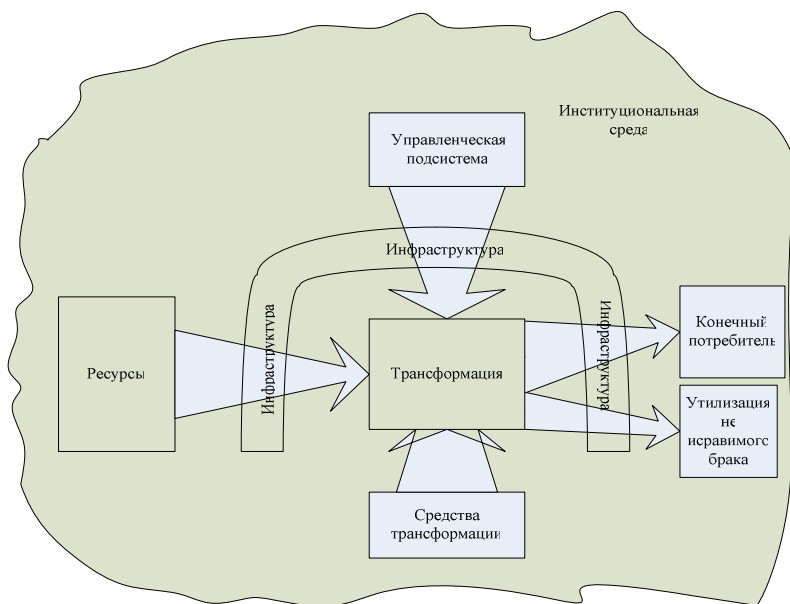 Институциональная
среда
Управленческая
подсистема
Инфраструктура
Ресурсы
Инфраструктура
Трансформация
Инфраструктура
Конечный
потребитель
Утилизация
не
исравимого
брака
Средства
трансформации